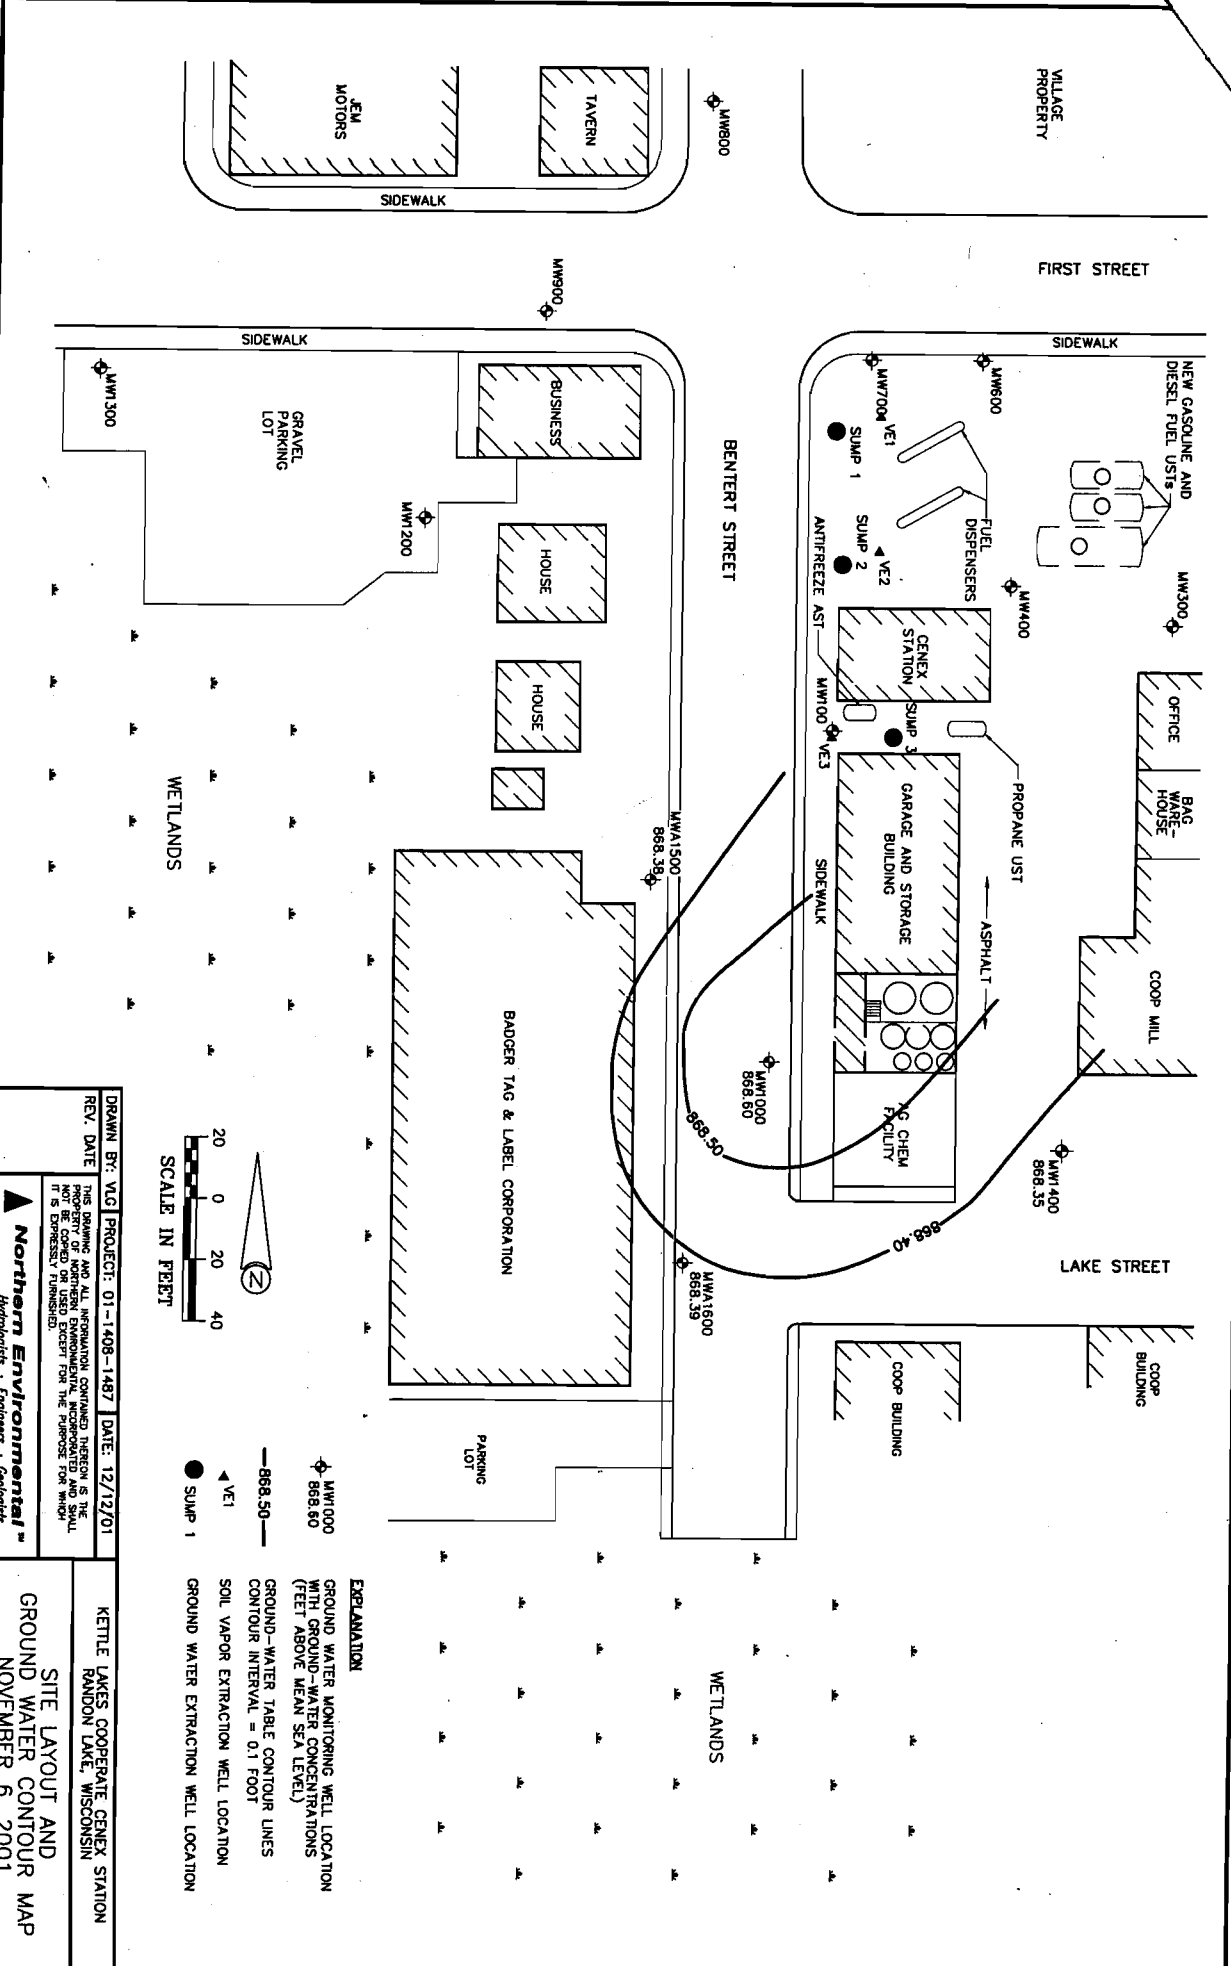 VILLAGE
PROPERTY
MW800
TAVERN
JEM
MOTORS
SIDEWALK
FIRST STREET
MW900
SIDEWALK
SIDEWALK
NEW GASOLINE AND
DIESEL FUEL USTs
MW600
MW700
VE1
SUMP 1
FUEL
DISPENSERS
SUMP 2
VE2
ANTIFREEZE AST
MW300
MW400
CENEX
STATION
BENTERT STREET
BUSINESS
GRAVEL
PARKING
LOT
MW1300
MW1200
HOUSE
HOUSE
WETLANDS
MW100
VE3
SUMP 3
PROPANE UST
OFFICE
BAG
WARE-
HOUSE
COOP MILL
GARAGE AND STORAGE
BUILDING
ASPHALT
SIDEWALK
MWA1500
868.38
BADGER TAG & LABEL CORPORATION
MW1000
868.60
868.50
AG CHEM
FACILITY
MW1400
868.35
868.40
LAKE STREET
MWA1600
868.39
COOP
BUILDING
COOP BUILDING
PARKING
LOT
WETLANDS
N
20 0 20 40
SCALE IN FEET
EXPLANATION
MW1000
868.60
GROUND WATER MONITORING WELL LOCATION
WITH GROUND-WATER CONCENTRATIONS
(FEET ABOVE MEAN SEA LEVEL)
868.50
GROUND-WATER TABLE CONTOUR LINES
CONTOUR INTERVAL = 0.1 FOOT
VE1
SOIL VAPOR EXTRACTION WELL LOCATION
SUMP 1
GROUND WATER EXTRACTION WELL LOCATION
DRAWN BY: VLG PROJECT: 01-1408-1487 DATE: 12/12/01
REV. DATE
THIS DRAWING AND ALL INFORMATION CONTAINED THEREON IS THE
PROPERTY OF NORTHERN ENVIRONMENTAL INCORPORATED AND SHALL
NOT BE COPIED OR USED EXCEPT FOR THE PURPOSE FOR WHICH
IT IS EXPRESSLY FURNISHED.
Northern Environmental℠
Hydrologists • Engineers • Geologists
KETTLE LAKES COOPERATE CENEX STATION
RANDON LAKE, WISCONSIN
SITE LAYOUT AND
GROUND WATER CONTOUR MAP
NOVEMBER 6, 2001